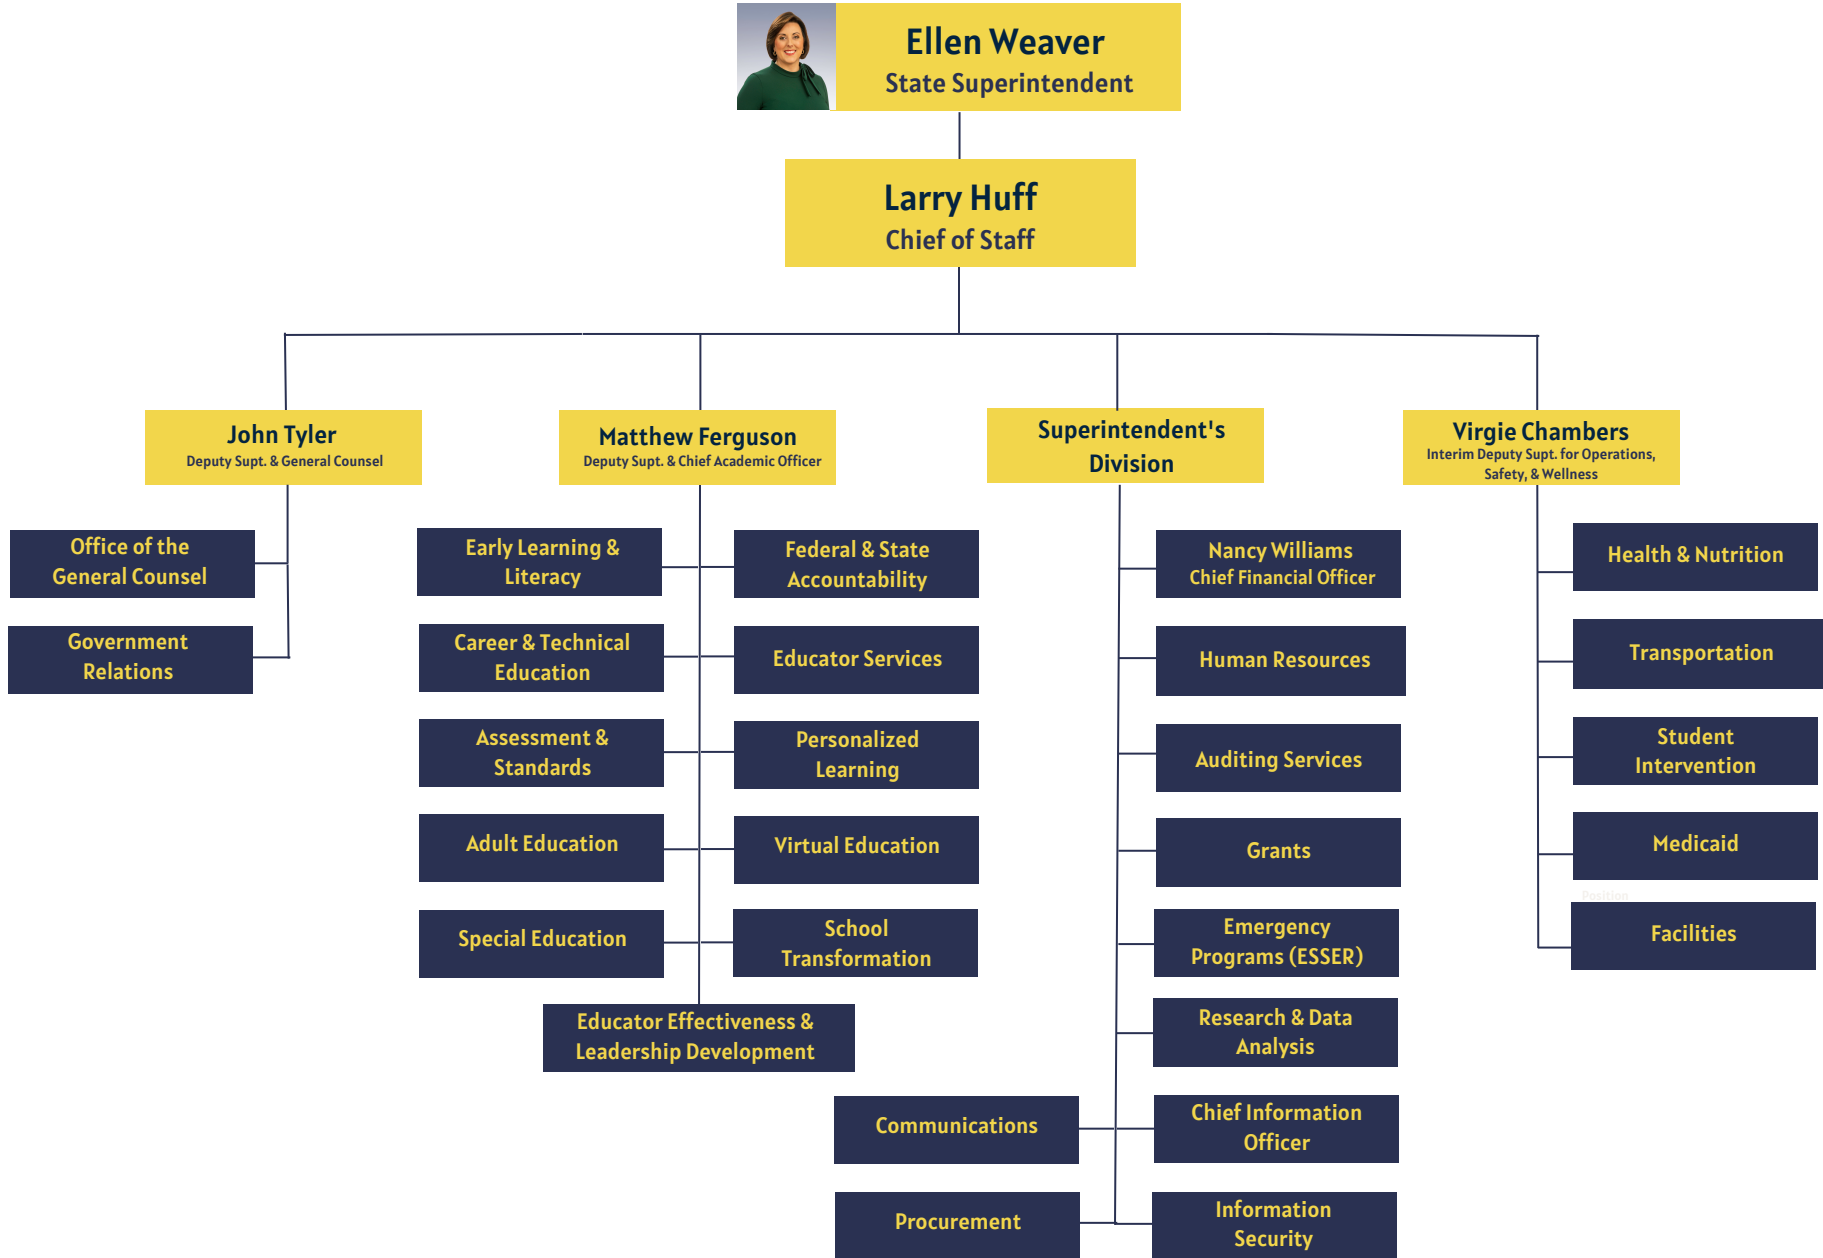 Ellen Weaver
State Superintendent
Larry Huff
Chief of Staff
John Tyler
Deputy Supt. & General Counsel
Matthew Ferguson
Deputy Supt. & Chief Academic Officer
Superintendent's
Division
Virgie Chambers
Interim Deputy Supt. for Operations,
Safety, & Wellness
Office of the
General Counsel
Government
Relations
Early Learning &
Literacy
Career & Technical
Education
Assessment &
Standards
Adult Education
Special Education
Federal & State
Accountability
Educator Services
Personalized
Learning
Virtual Education
School
Transformation
Educator Effectiveness &
Leadership Development
Nancy Williams
Chief Financial Officer
Human Resources
Auditing Services
Grants
Emergency
Programs (ESSER)
Research & Data
Analysis
Communications
Chief Information
Officer
Procurement
Information
Security
Health & Nutrition
Transportation
Student
Intervention
Medicaid
Position
Facilities